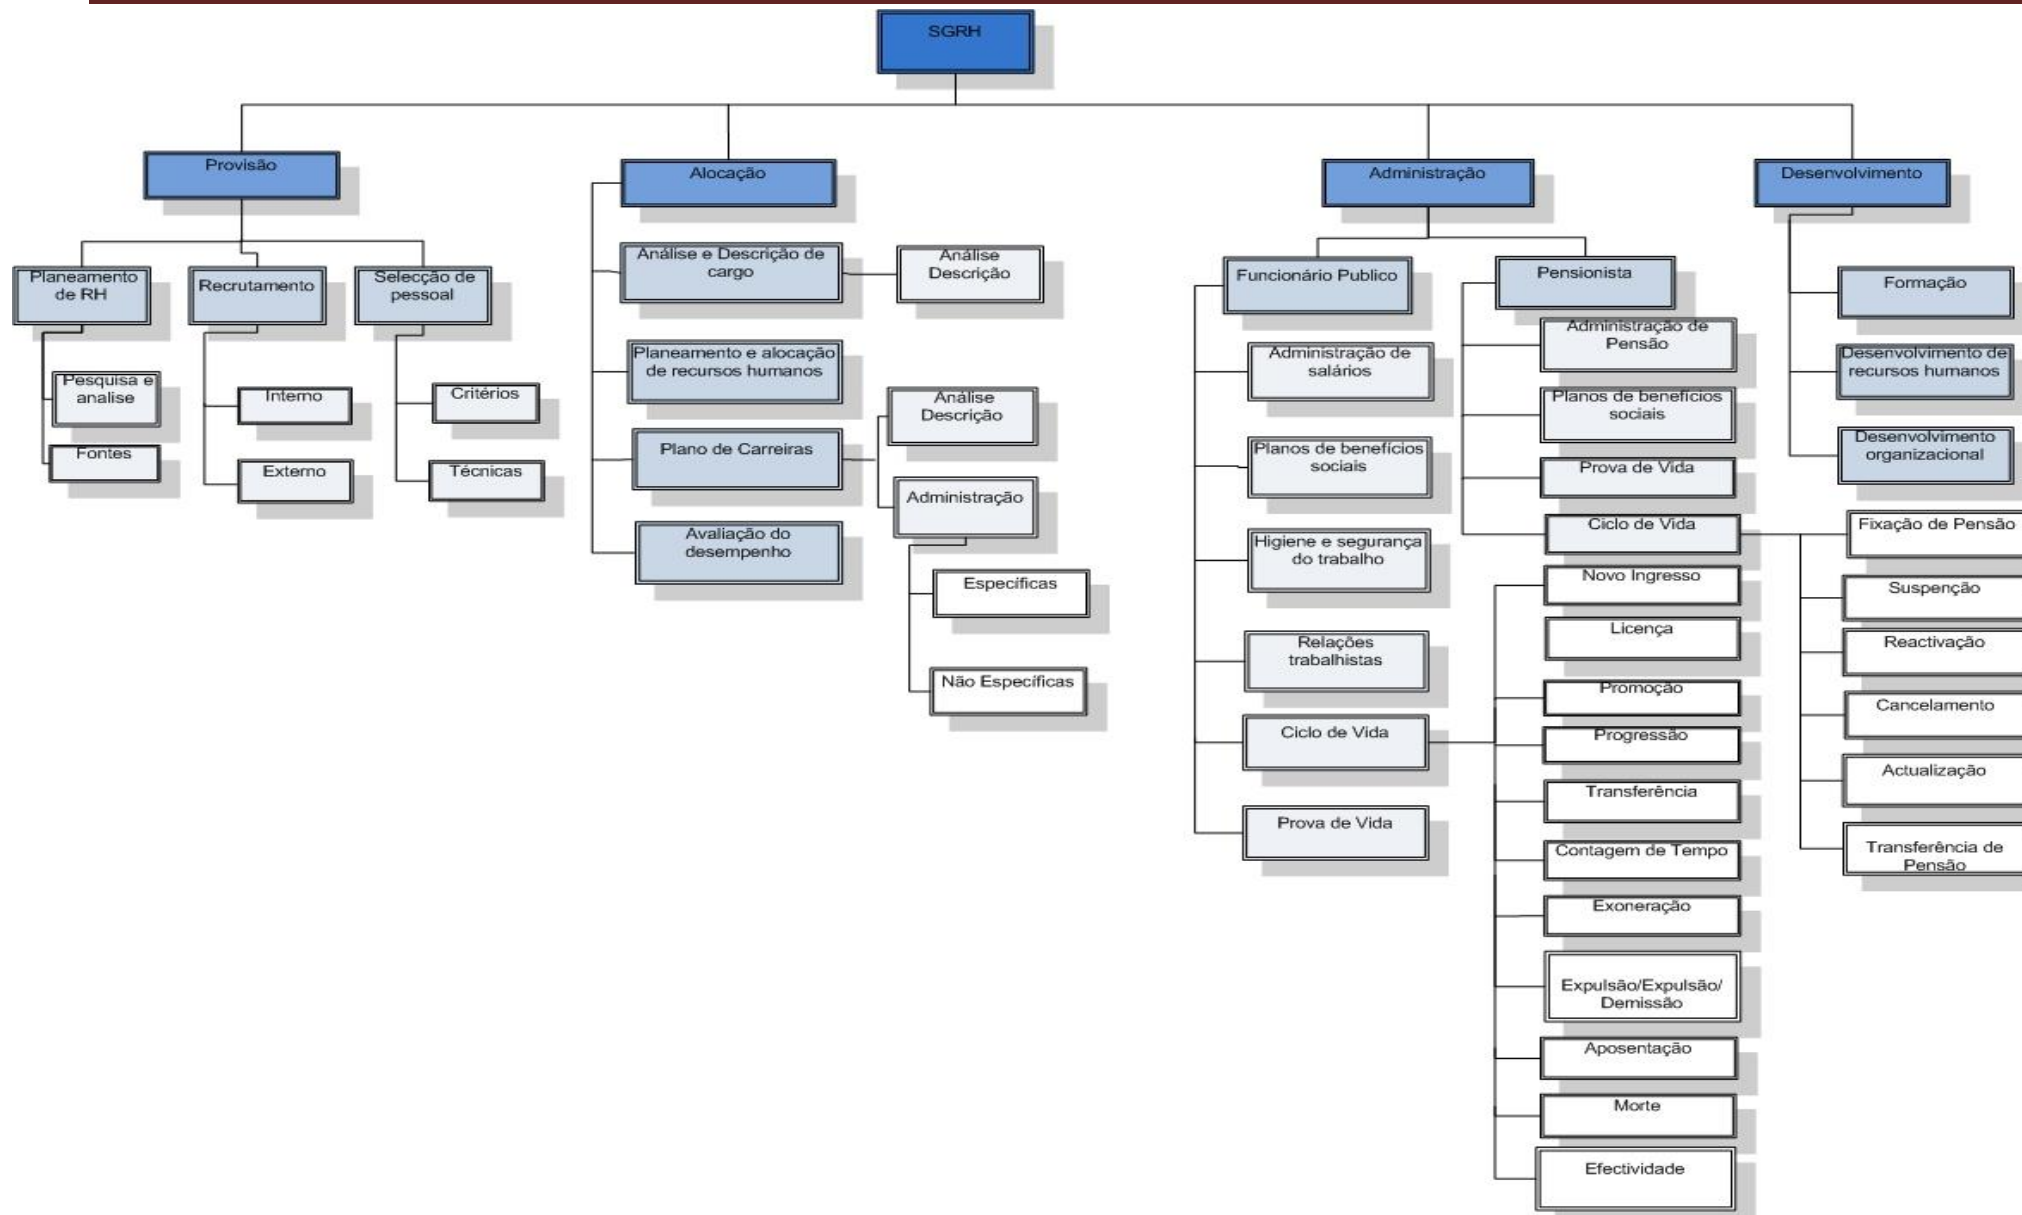 SGRH
Provisão
Planeamento
de RH
Pesquisa e
analise
Fontes
Recrutamento
Interno
Externo
Selecção de
pessoal
Critérios
Técnicas
Alocação
Análise e Descrição de
cargo
Análise
Descrição
Planeamento e alocação
de recursos humanos
Plano de Carreiras
Análise
Descrição
Administração
Específicas
Não Específicas
Avaliação do
desempenho
Administração
Funcionário Publico
Administração de
salários
Planos de benefícios
sociais
Higiene e segurança
do trabalho
Relações
trabalhistas
Ciclo de Vida
Novo Ingresso
Licença
Promoção
Progressão
Transferência
Contagem de Tempo
Exoneração
Expulsão/Expulsão/
Demissão
Aposentação
Morte
Efectividade
Prova de Vida
Pensionista
Administração de
Pensão
Planos de benefícios
sociais
Prova de Vida
Ciclo de Vida
Fixação de Pensão
Suspenção
Reactivação
Cancelamento
Actualização
Transferência de
Pensão
Desenvolvimento
Formação
Desenvolvimento de
recursos humanos
Desenvolvimento
organizacional